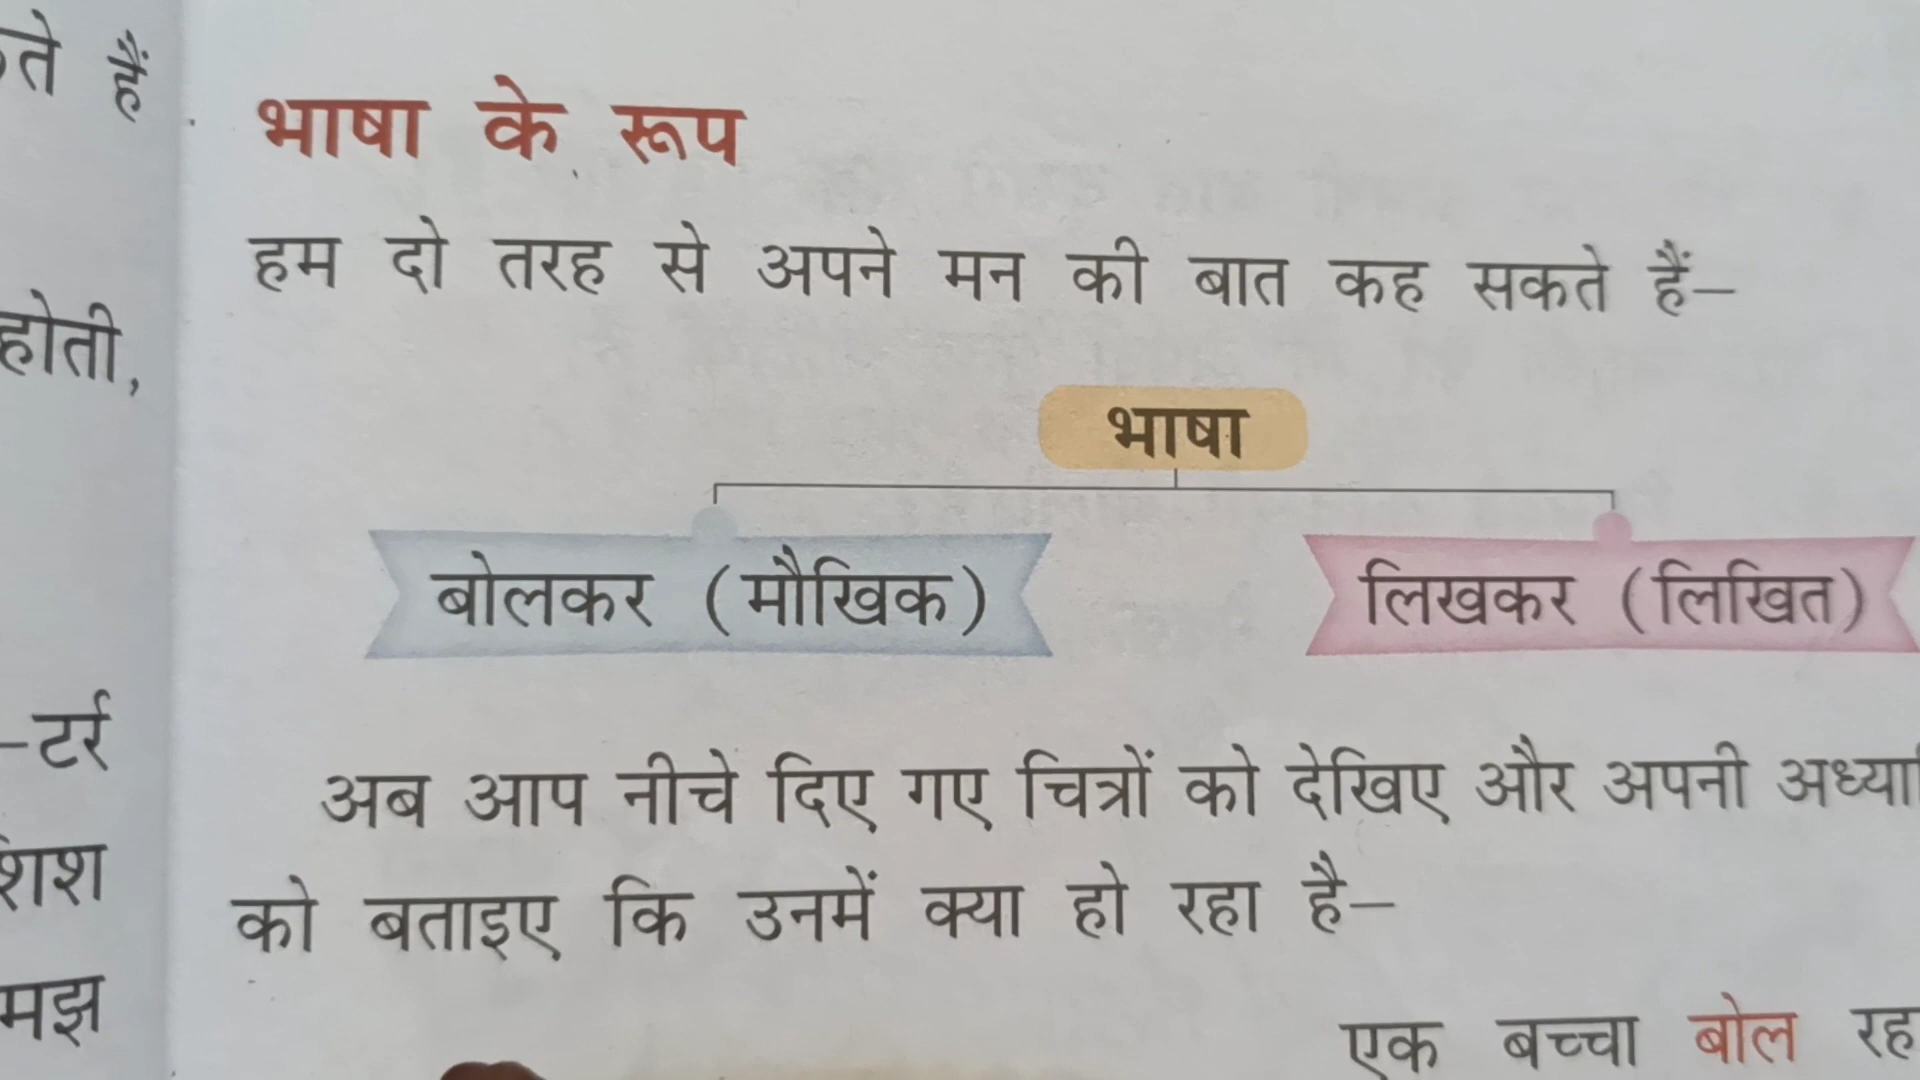 ते हैं
होती,
-टर्र
शिश
मझ
भाषा के रूप
हम दो तरह से अपने मन की बात कह सकते हैं–
भाषा
बोलकर (मौखिक) लिखकर (लिखित)
अब आप नीचे दिए गए चित्रों को देखिए और अपनी
को बताइए कि उनमें क्या हो रहा है–
एक बच्चा बोल